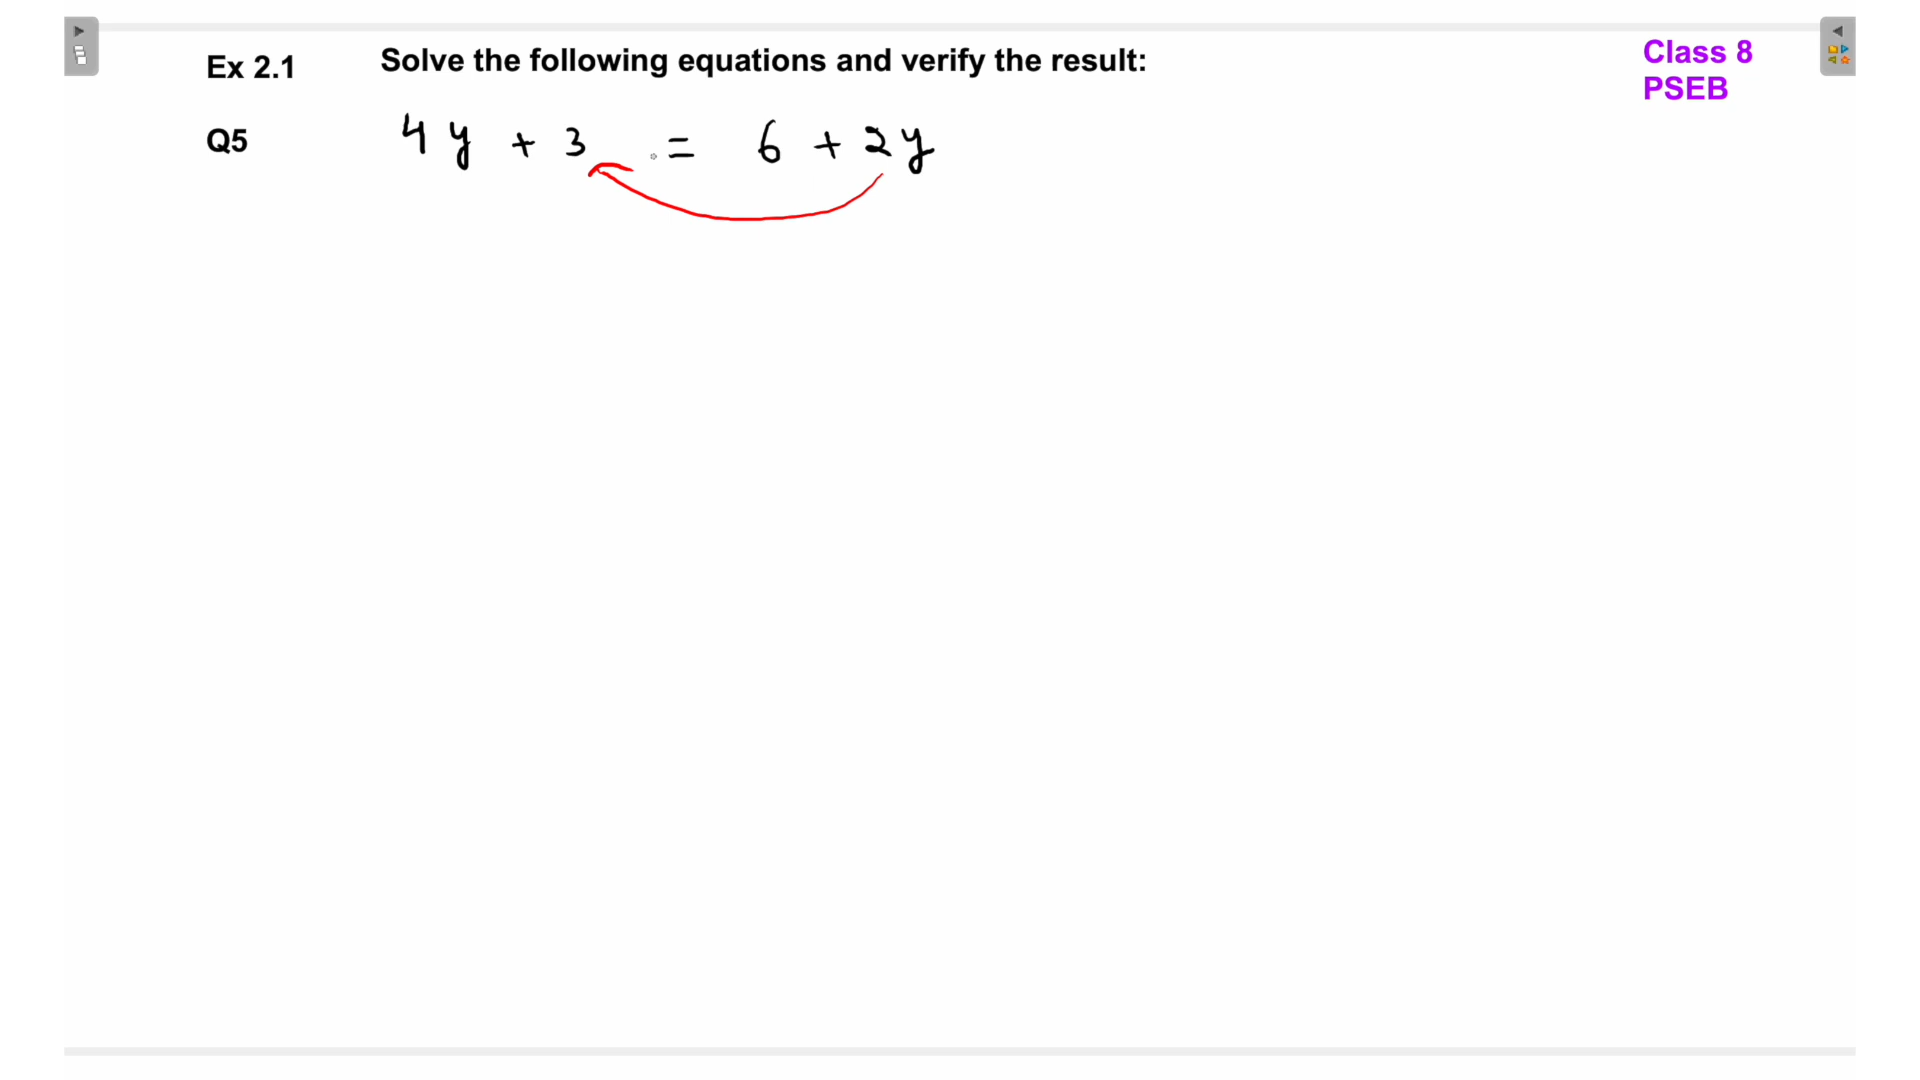 Ex 2.1 Solve the following equations and verify the result:
Class 8
PSEB
Q5 4y + 3 = 6 + 2y